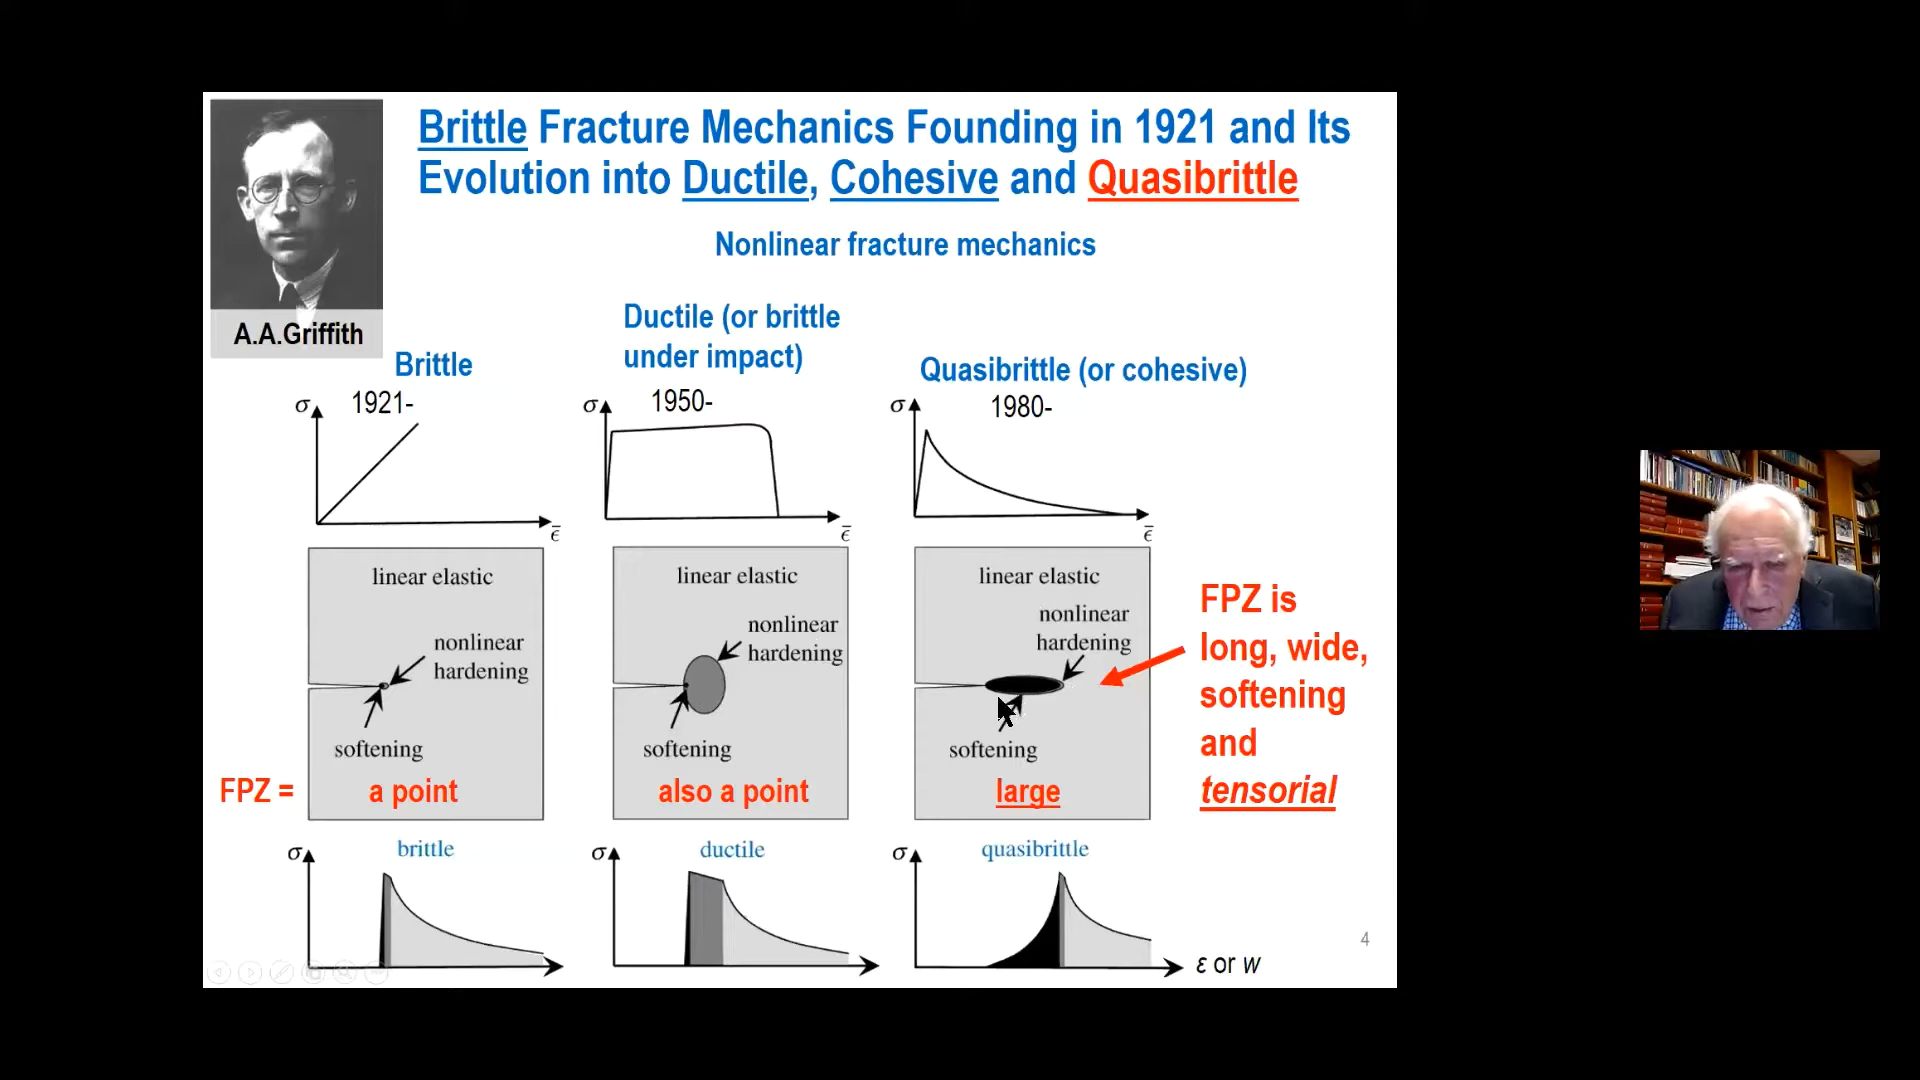 Brittle Fracture Mechanics Founding in 1921 and Its
Evolution into Ductile, Cohesive and Quasibrittle
Nonlinear fracture mechanics
A.A.Griffith
Brittle
1921-
σ
ε̄
Ductile (or brittle
under impact)
1950-
σ
ε̄
Quasibrittle (or cohesive)
1980-
σ
ε̄
linear elastic
nonlinear
hardening
softening
FPZ = a point
linear elastic
nonlinear
hardening
softening
also a point
linear elastic
nonlinear
hardening
softening
large
FPZ is
long, wide,
softening
and
tensorial
σ
brittle
σ
ductile
σ
quasibrittle
ε or w
4